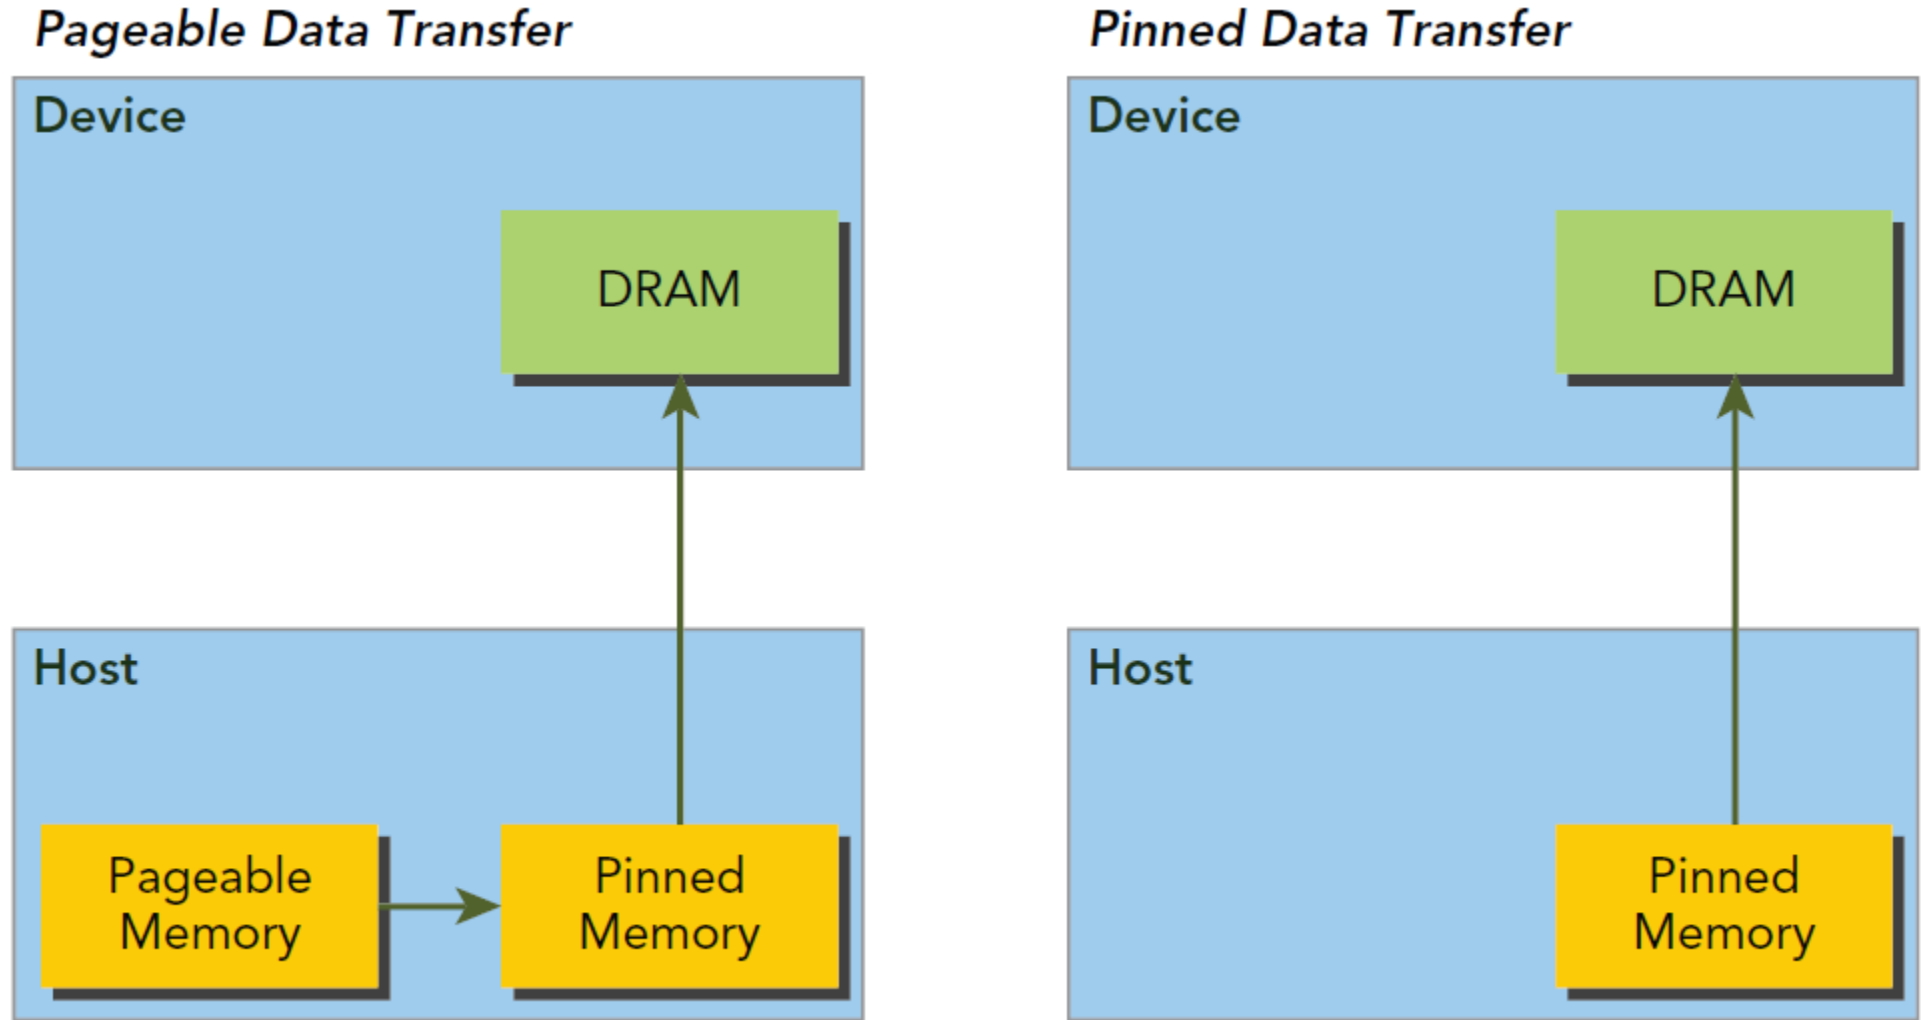 Pageable Data Transfer
Device
DRAM
Host
Pageable
Memory
Pinned
Memory
Pinned Data Transfer
Device
DRAM
Host
Pinned
Memory